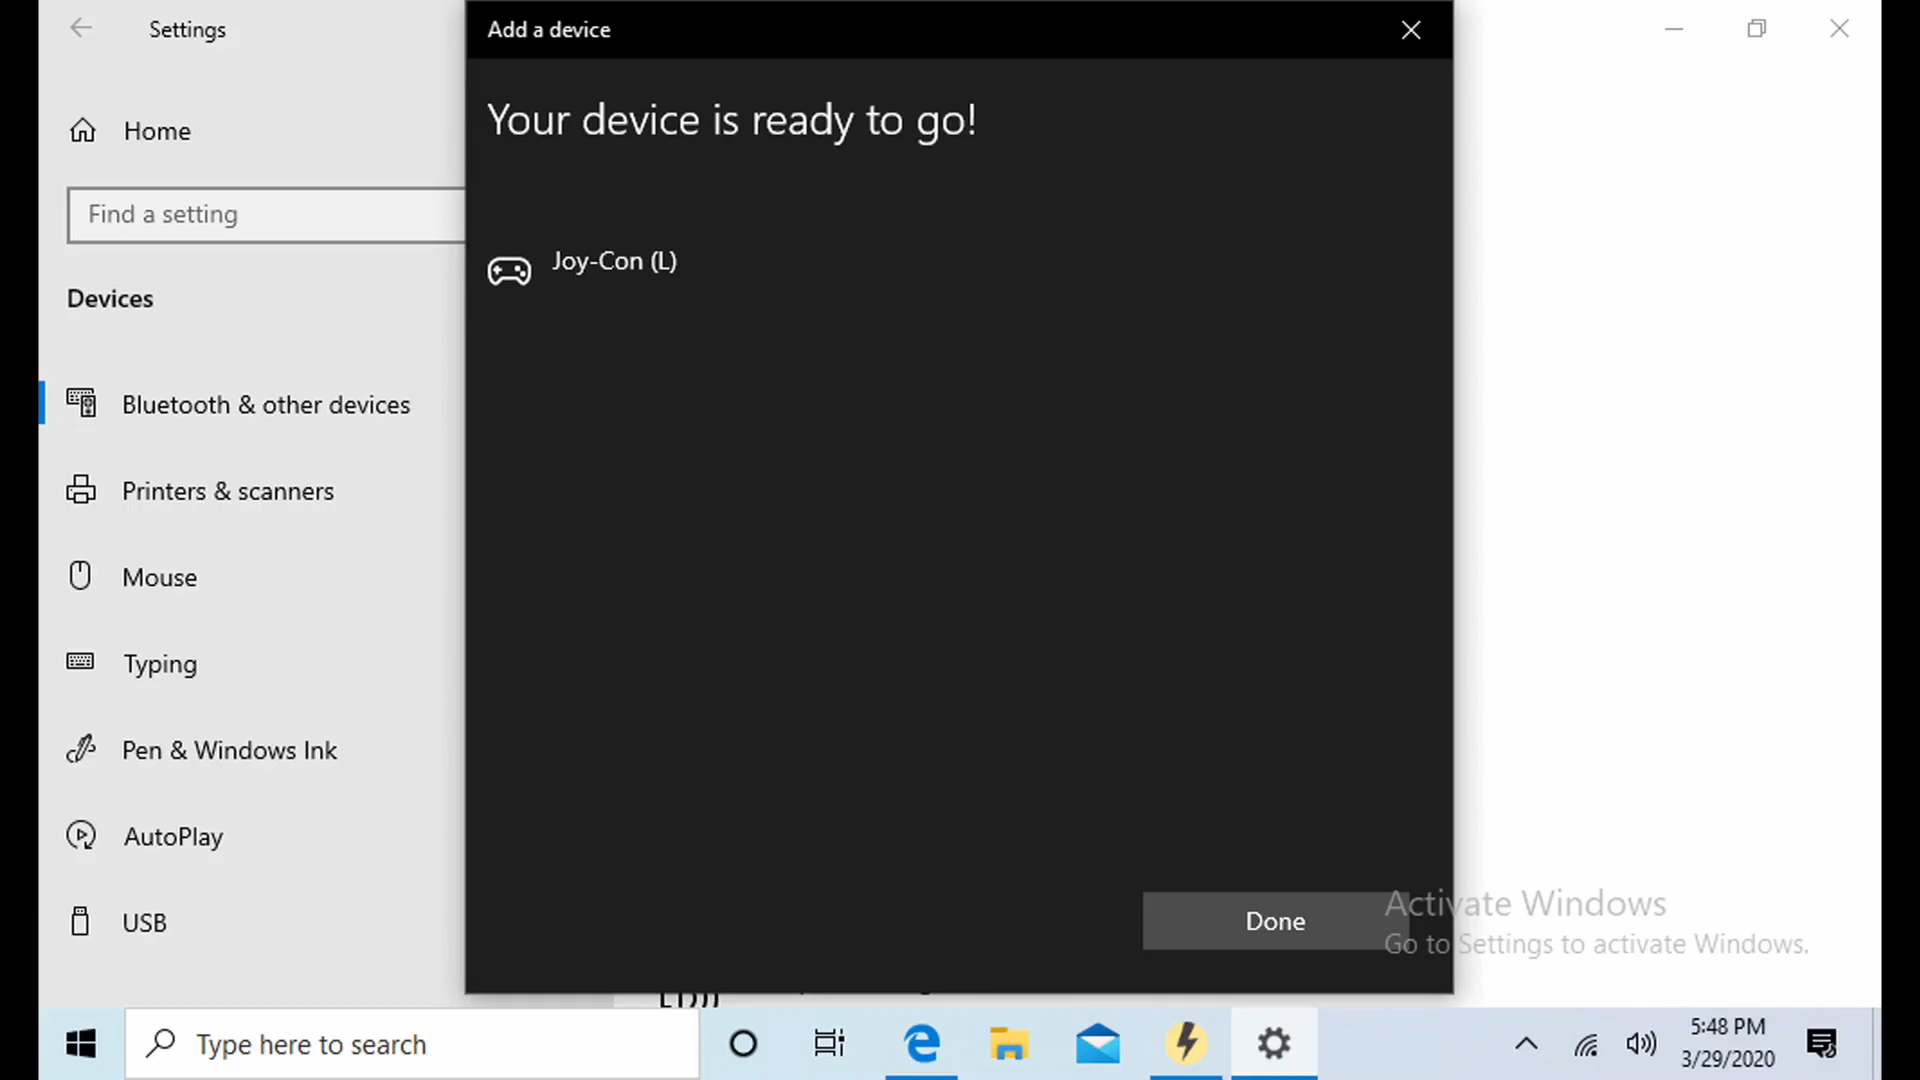 Settings
Add a device
Your device is ready to go!
Home
Find a setting
Joy-Con (L)
Devices
Bluetooth & other devices
Printers & scanners
Mouse
Typing
Pen & Windows Ink
AutoPlay
USB
Done
Activate Windows
Go to Settings to activate Windows.
Type here to search
5:48 PM
3/29/2020